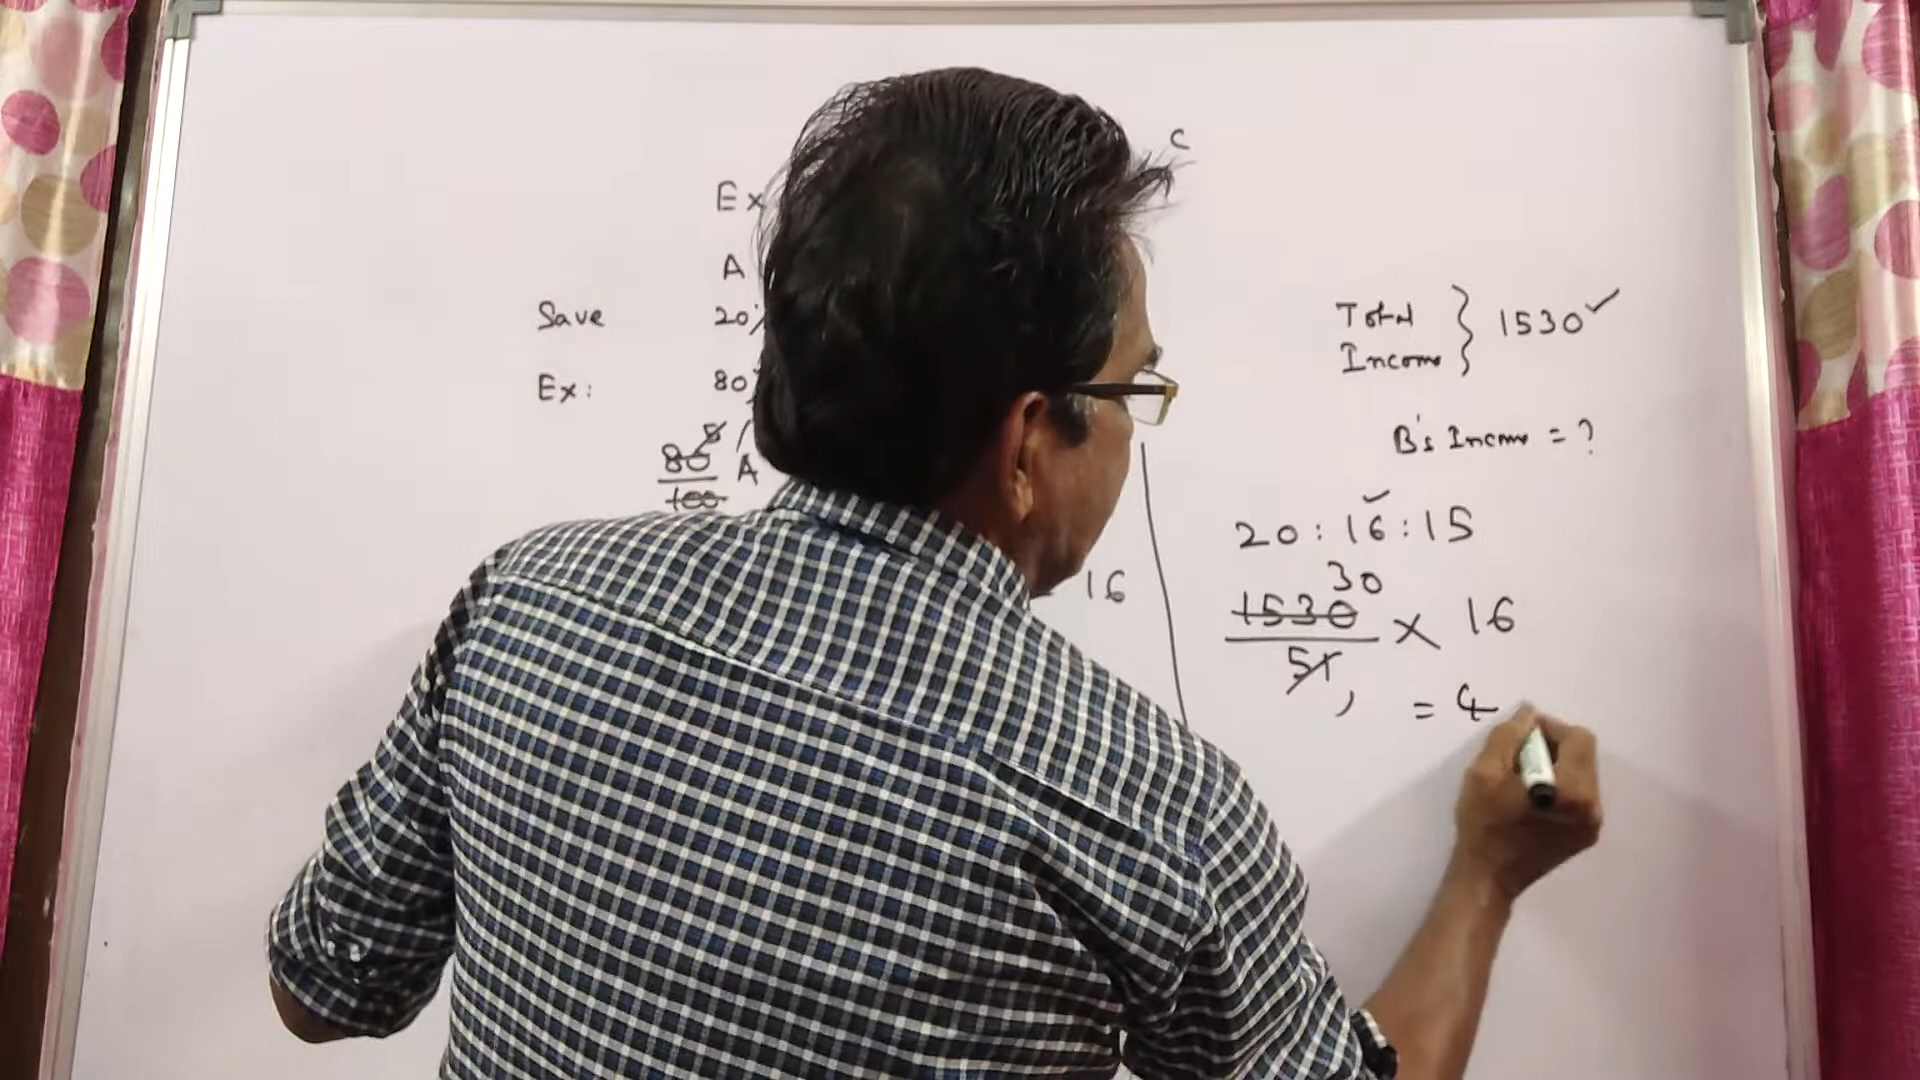 C
Ex
A
Save 20%
Ex: 80%
8
80 A
100
16
Total
Income } 1530 ✓
B's Income = ?
20 : 16 : 15
30
1530 × 16
51
= 4